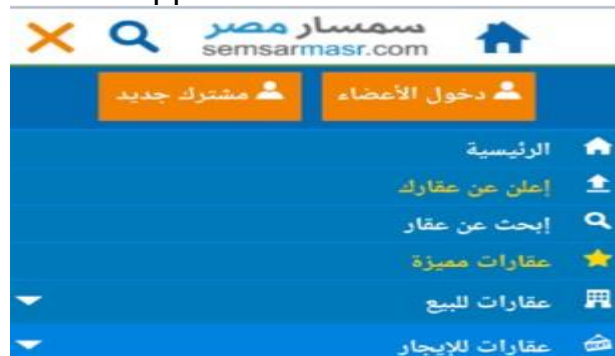 سمسار مصر
semsarmasr.com
دخول الأعضاء
مشترك جديد
الرئيسية
إعلن عن عقارك
إبحث عن عقار
عقارات مميزة
عقارات للبيع
عقارات للإيجار